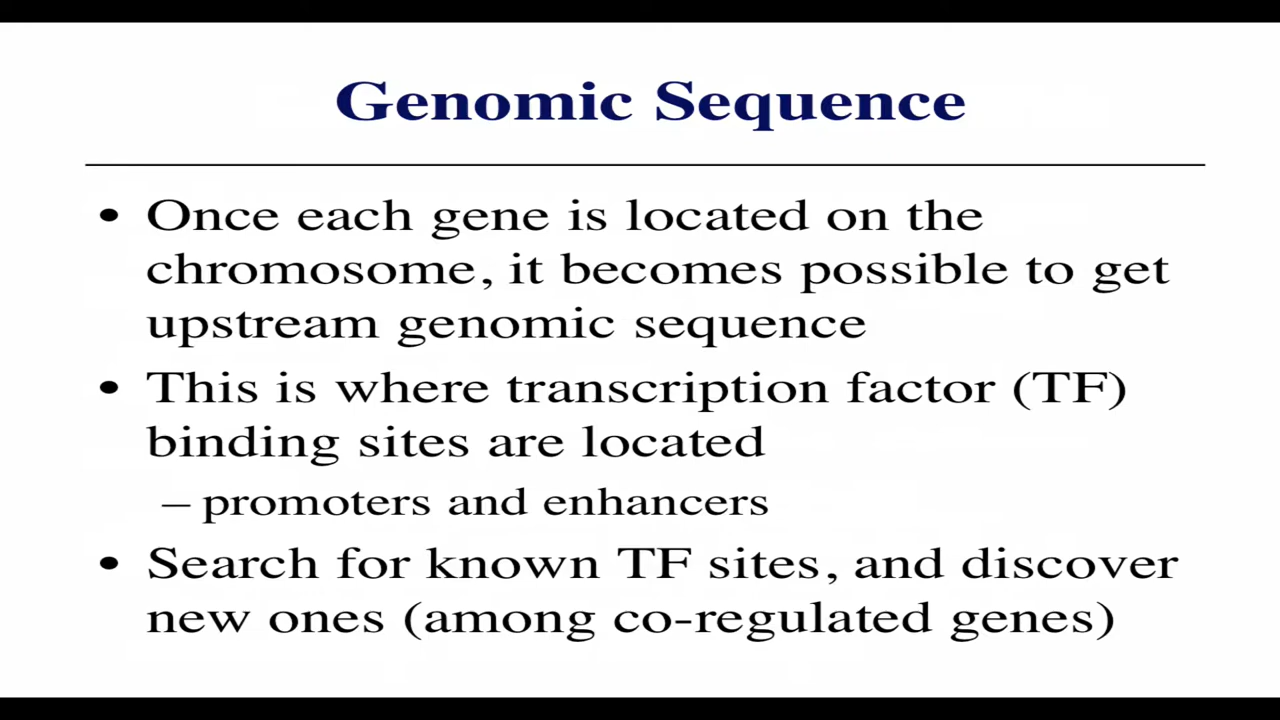 Genomic Sequence
• Once each gene is located on the
chromosome, it becomes possible to get
upstream genomic sequence
• This is where transcription factor (TF)
binding sites are located
– promoters and enhancers
• Search for known TF sites, and discover
new ones (among co-regulated genes)